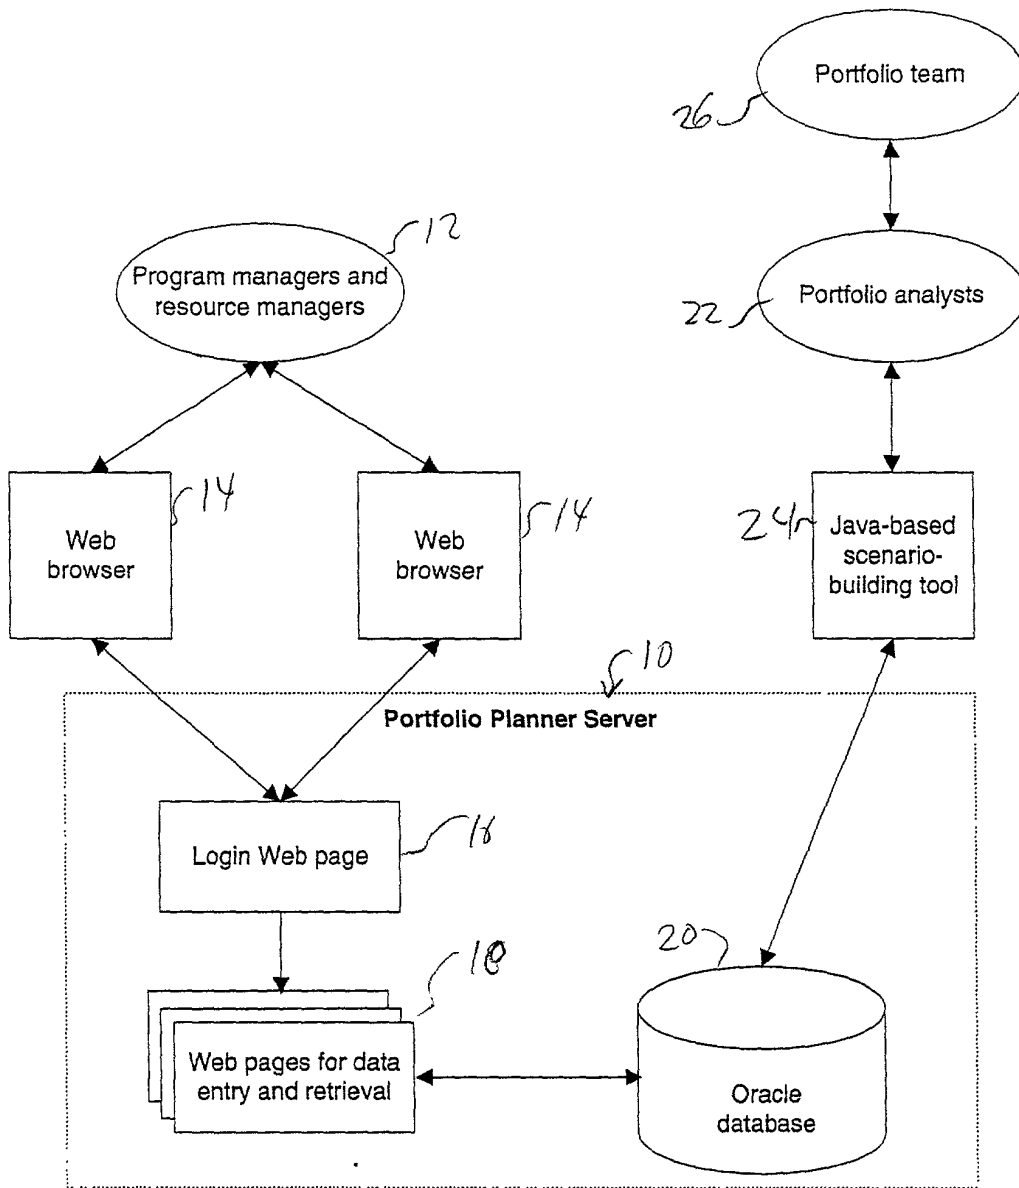 Portfolio team
26
12
Program managers and
resource managers
Portfolio analysts
22
14
Web
browser
14
Web
browser
24
Java-based
scenario-
building tool
10
Portfolio Planner Server
16
Login Web page
20
18
Web pages for data
entry and retrieval
Oracle
database